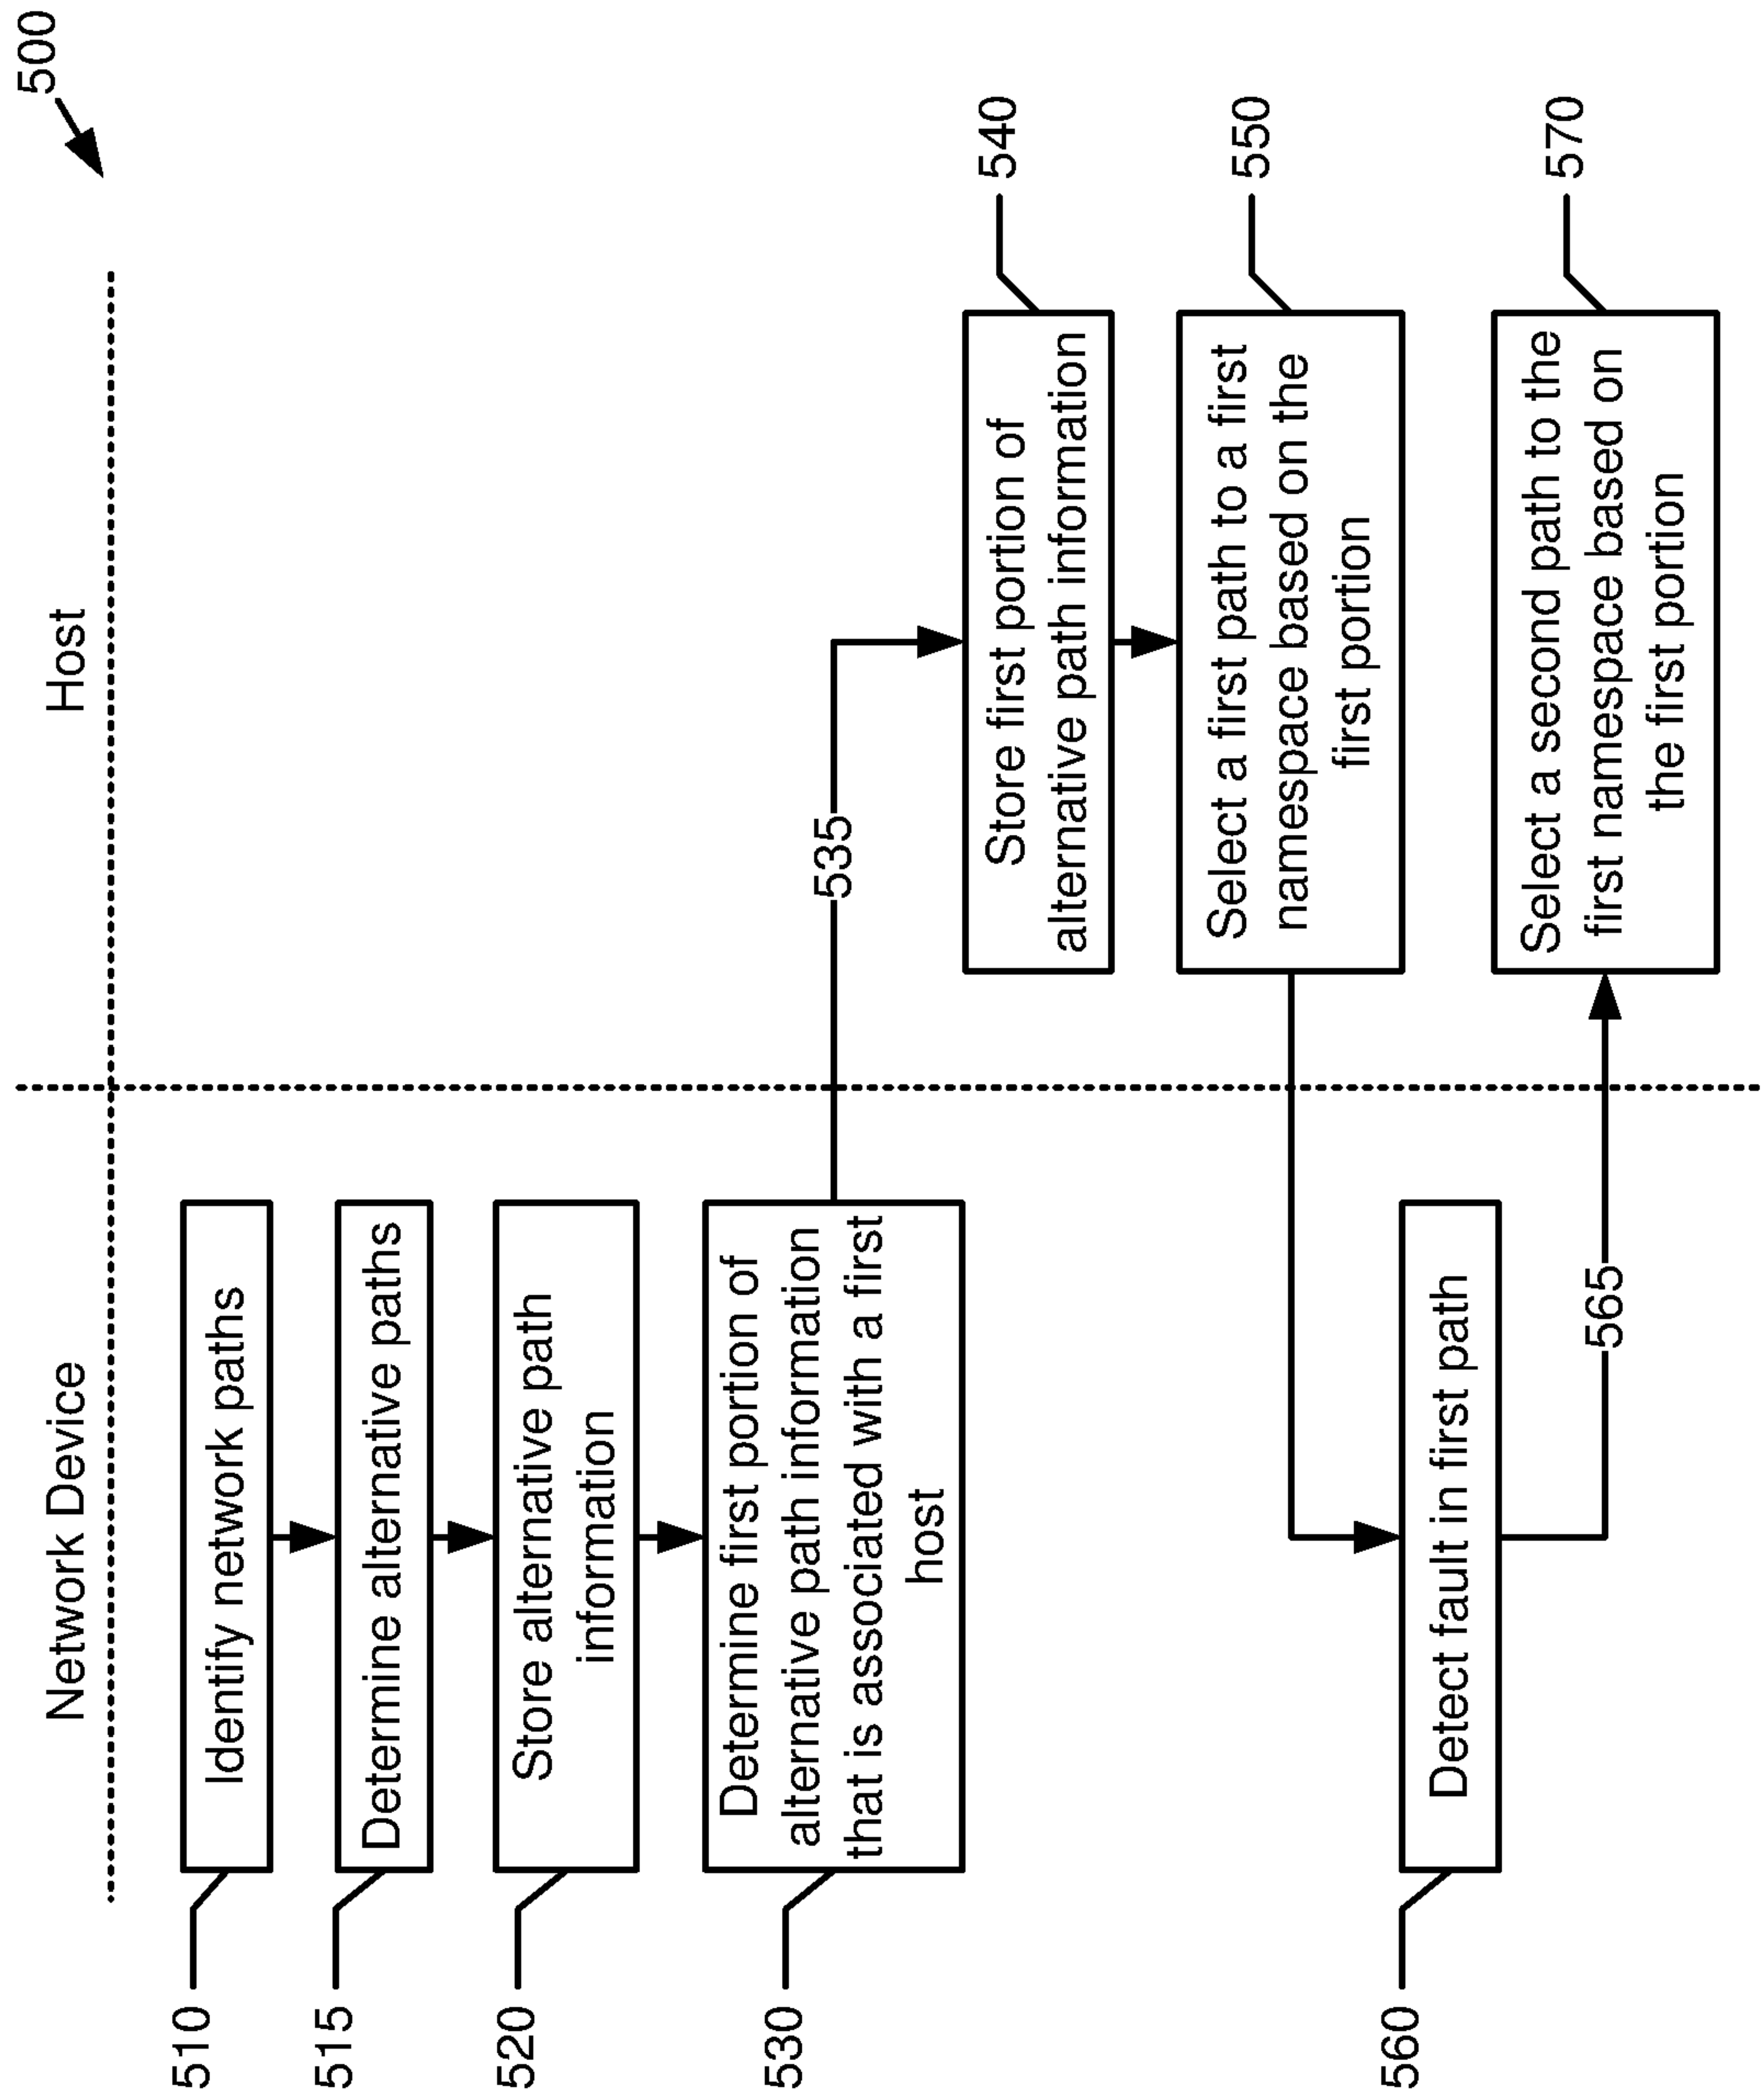 500
Network Device
Host
510
Identify network paths
515
Determine alternative paths
520
Store alternative path
information
530
Determine first portion of
alternative path information
that is associated with a first
host
535
540
Store first portion of
alternative path information
550
Select a first path to a first
namespace based on the
first portion
560
Detect fault in first path
565
570
Select a second path to the
first namespace based on
the first portion